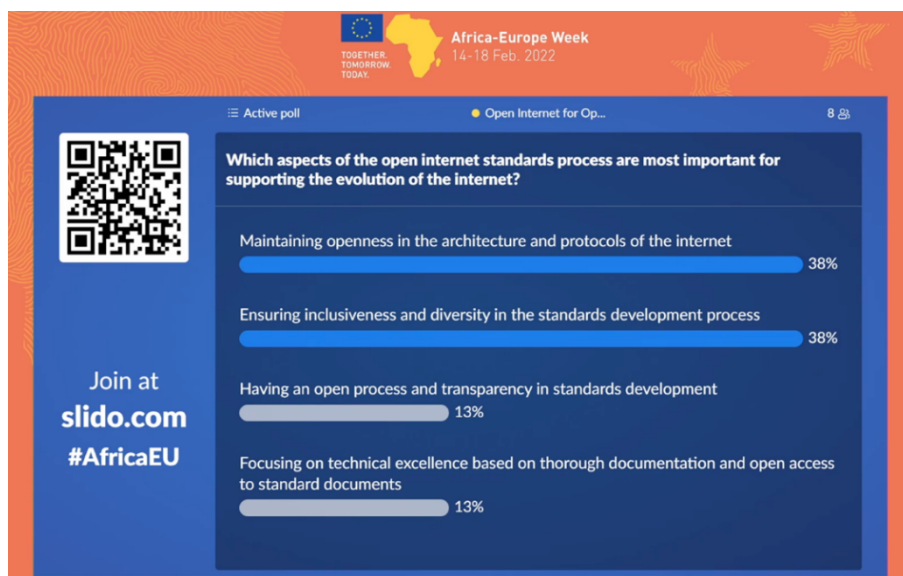 TOGETHER.
TOMORROW.
TODAY.
Africa-Europe Week
14-18 Feb. 2022
Active poll
Open Internet for Op...
8
Which aspects of the open internet standards process are most important for
supporting the evolution of the internet?
Maintaining openness in the architecture and protocols of the internet
38%
Ensuring inclusiveness and diversity in the standards development process
38%
Join at
slido.com
#AfricaEU
Having an open process and transparency in standards development
13%
Focusing on technical excellence based on thorough documentation and open access
to standard documents
13%